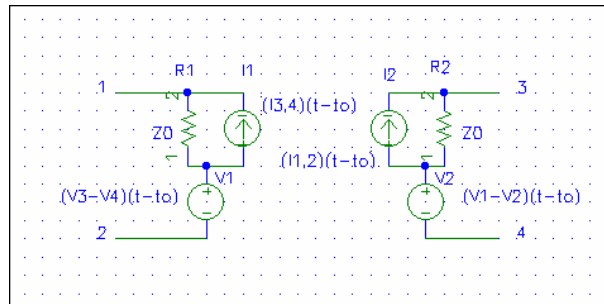 R1
I1
I2
R2
1
3
2
2
(I3,4)(t-to)
Z0
Z0
1
V1
(I1,2)(t-to)
1
V2
(V3-V4)(t-to)
+
-
+
-
(V1-V2)(t-to)
2
4